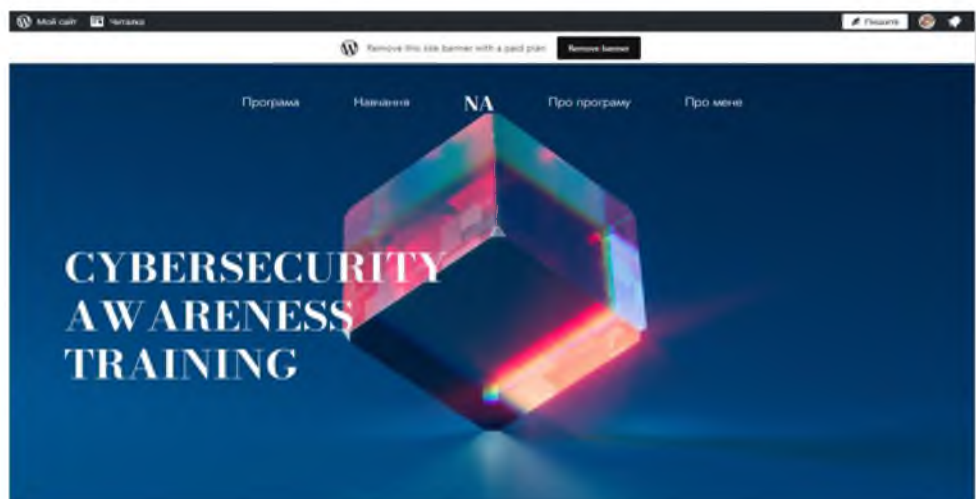 Мой сайт Читалка Пишите
Remove this site banner with a paid plan Remove banner
Програма Навчання NA Про програму Про мене
CYBERSECURITY
AWARENESS
TRAINING